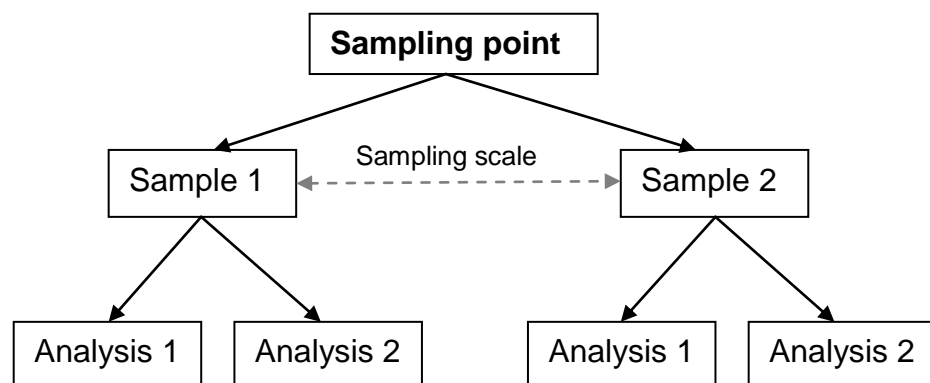 Sampling point
Sampling scale
Sample 1
Sample 2
Analysis 1
Analysis 2
Analysis 1
Analysis 2